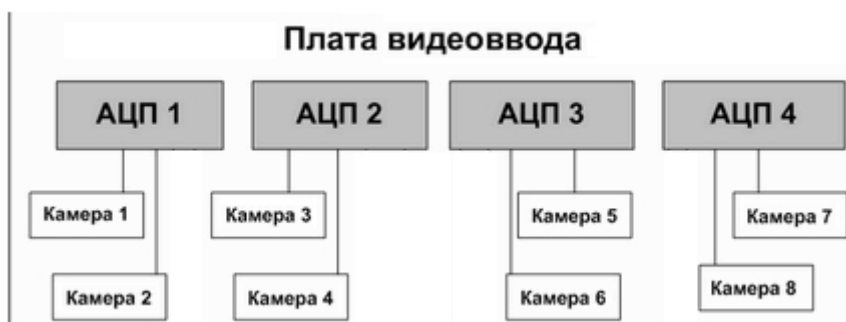 Плата видеоввода
АЦП 1
АЦП 2
АЦП 3
АЦП 4
Камера 1
Камера 3
Камера 5
Камера 7
Камера 2
Камера 4
Камера 6
Камера 8